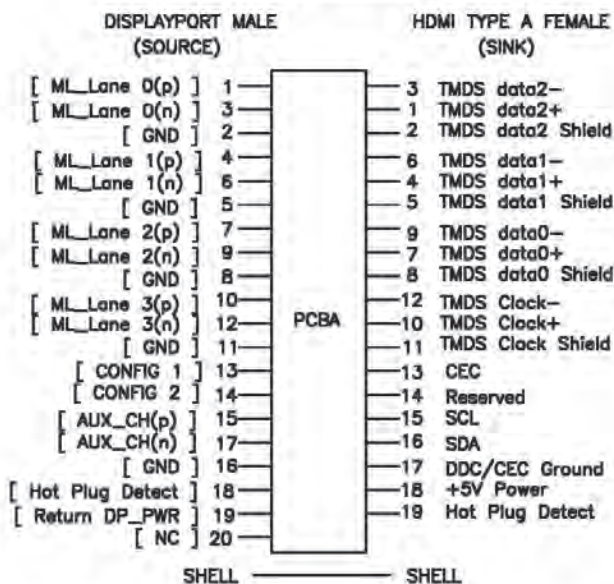 DISPLAYPORT MALE HDMI TYPE A FEMALE
(SOURCE) (SINK)
[ ML_Lane 0(p) ] 1 3 TMDS data2-
[ ML_Lane 0(n) ] 3 1 TMDS data2+
[ GND ] 2 2 TMDS data2 Shield
[ ML_Lane 1(p) ] 4 6 TMDS data1-
[ ML_Lane 1(n) ] 6 4 TMDS data1+
[ GND ] 5 5 TMDS data1 Shield
[ ML_Lane 2(p) ] 7 9 TMDS data0-
[ ML_Lane 2(n) ] 9 7 TMDS data0+
[ GND ] 8 8 TMDS data0 Shield
[ ML_Lane 3(p) ] 10 12 TMDS Clock-
[ ML_Lane 3(n) ] 12 PCBA 10 TMDS Clock+
[ GND ] 11 11 TMDS Clock Shield
[ CONFIG 1 ] 13 13 CEC
[ CONFIG 2 ] 14 14 Reserved
[ AUX_CH(p) ] 15 15 SCL
[ AUX_CH(n) ] 17 16 SDA
[ GND ] 16 17 DDC/CEC Ground
[ Hot Plug Detect ] 18 18 +5V Power
[ Return DP_PWR ] 19 19 Hot Plug Detect
[ NC ] 20
SHELL SHELL